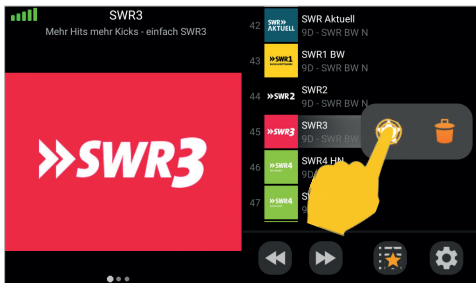 SWR3
Mehr Hits mehr Kicks - einfach SWR3
SWR3
42
SWR
AKTUELL
SWR Aktuell
9D - SWR BW N
43
SWR1
SWR1 BW
9D - SWR BW N
44
SWR2
SWR2
9D - SWR BW N
45
SWR3
SWR3
9D - SWR BW
46
SWR4
SWR4 HN
9D
47
SWR4
S
9